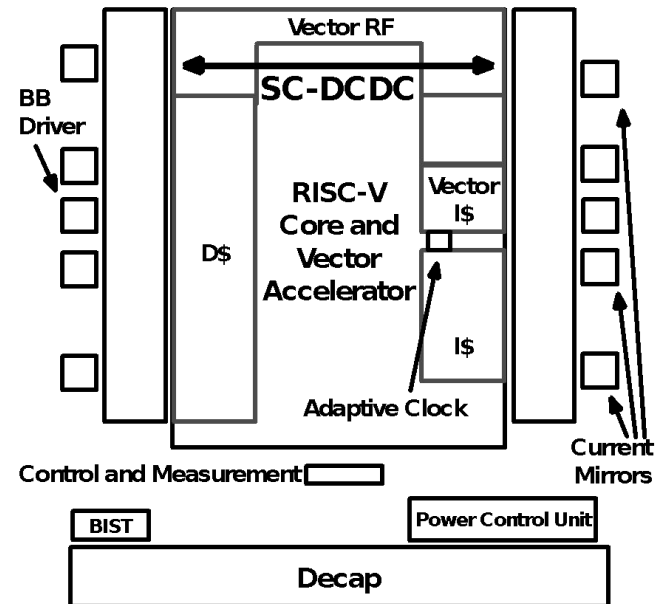 Vector RF
SC-DCDC
BB
Driver
RISC-V
Core and
Vector
Accelerator
Vector
I$
D$
I$
Adaptive Clock
Current
Mirrors
Control and Measurement
BIST
Power Control Unit
Decap